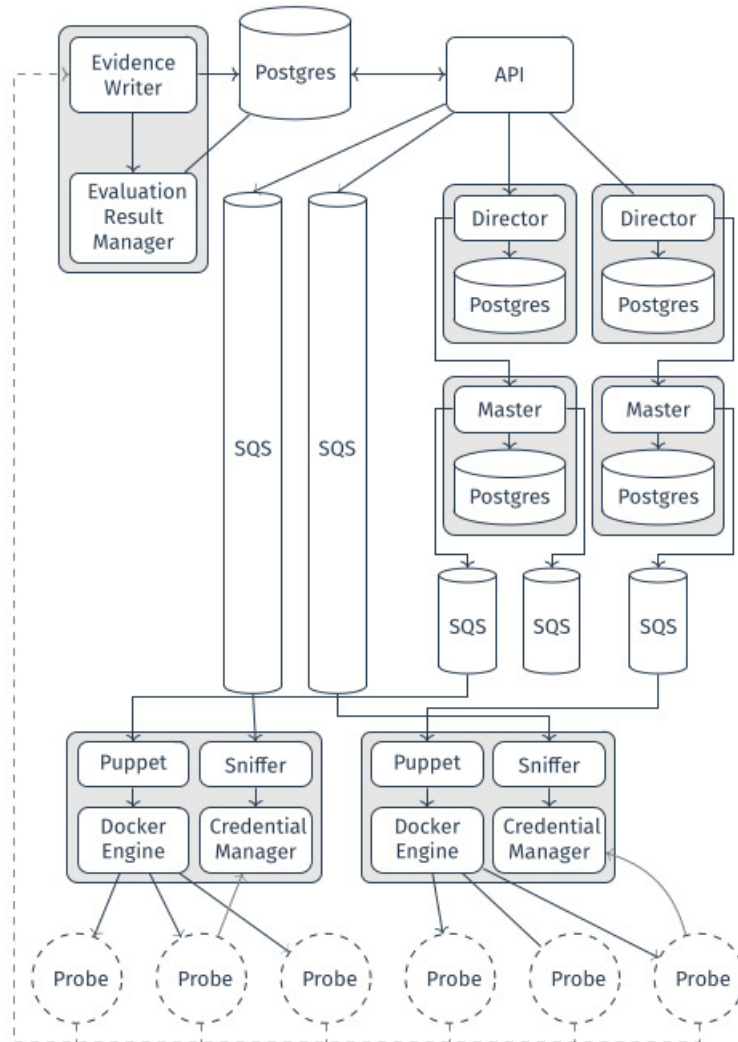 Evidence
Writer
Postgres
API
Evaluation
Result
Manager
Director
Director
Postgres
Postgres
Master
Master
SQS
SQS
Postgres
Postgres
SQS
SQS
SQS
Puppet
Sniffer
Puppet
Sniffer
Docker
Engine
Credential
Manager
Docker
Engine
Credential
Manager
Probe
Probe
Probe
Probe
Probe
Probe